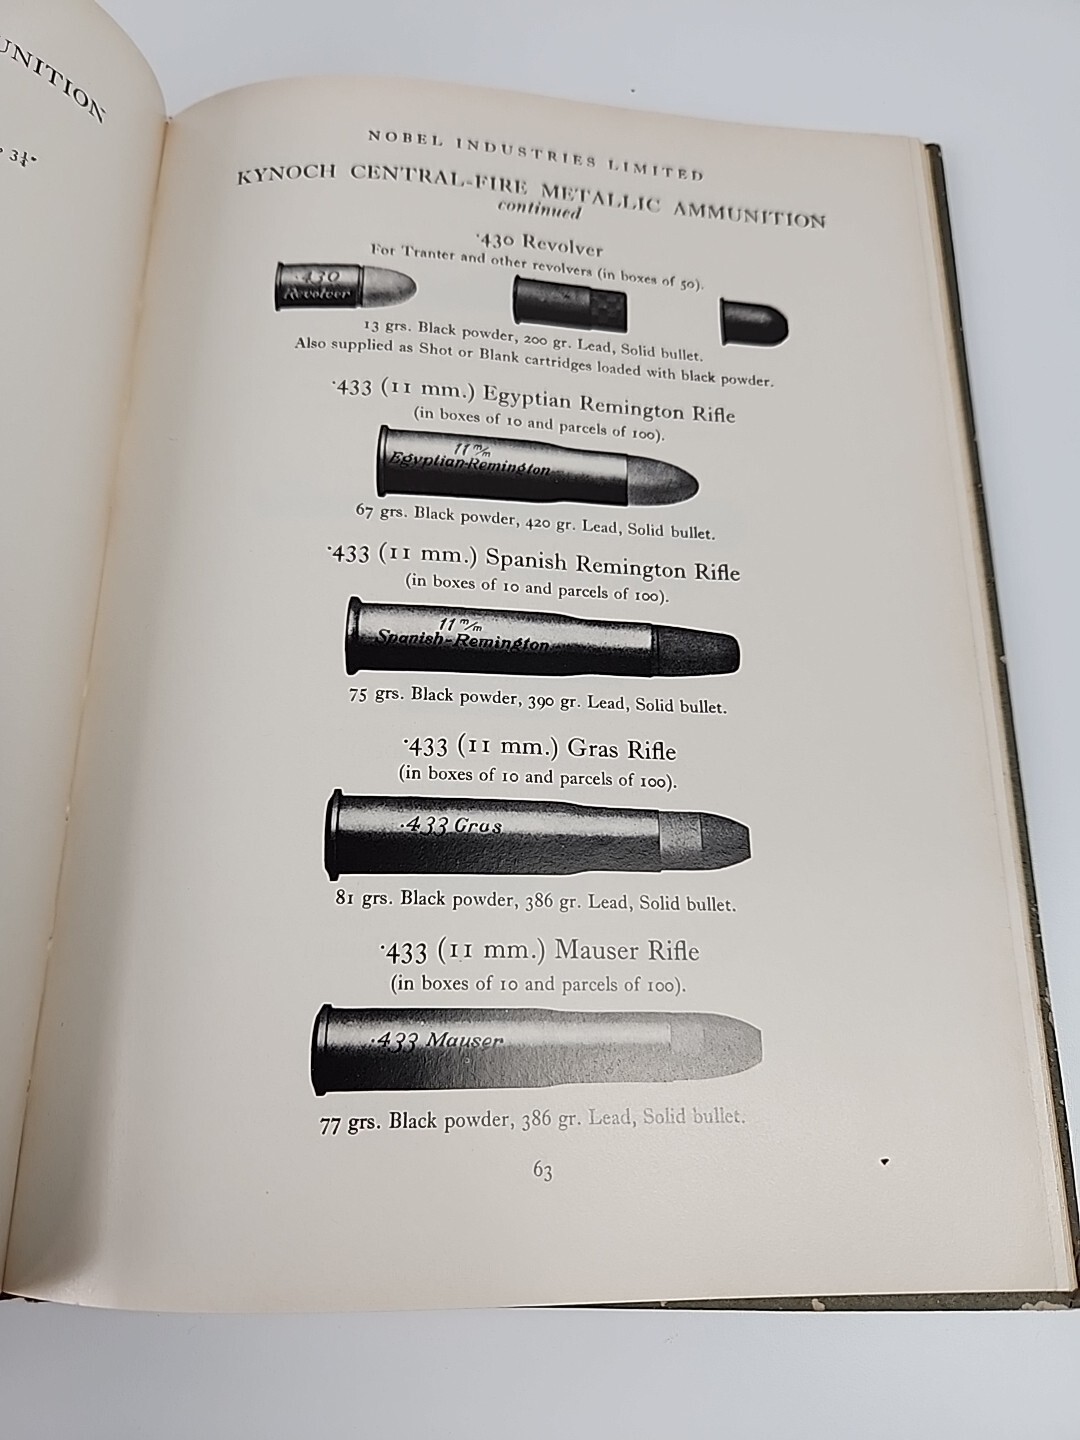 UNITION
3¼"
NOBEL INDUSTRIES LIMITED
KYNOCH CENTRAL-FIRE METALLIC AMMUNITION
continued
·430 Revolver
For Tranter and other revolvers (in boxes of 50).
·430
Revolver
13 grs. Black powder, 200 gr. Lead, Solid bullet.
Also supplied as Shot or Blank cartridges loaded with black powder.
·433 (11 mm.) Egyptian Remington Rifle
(in boxes of 10 and parcels of 100).
11 m/m
Egyptian-Remington
67 grs. Black powder, 420 gr. Lead, Solid bullet.
·433 (11 mm.) Spanish Remington Rifle
(in boxes of 10 and parcels of 100).
11 m/m
Spanish-Remington
75 grs. Black powder, 390 gr. Lead, Solid bullet.
·433 (11 mm.) Gras Rifle
(in boxes of 10 and parcels of 100).
·433 Gras
81 grs. Black powder, 386 gr. Lead, Solid bullet.
·433 (11 mm.) Mauser Rifle
(in boxes of 10 and parcels of 100).
·433 Mauser
77 grs. Black powder, 386 gr. Lead, Solid bullet.
63